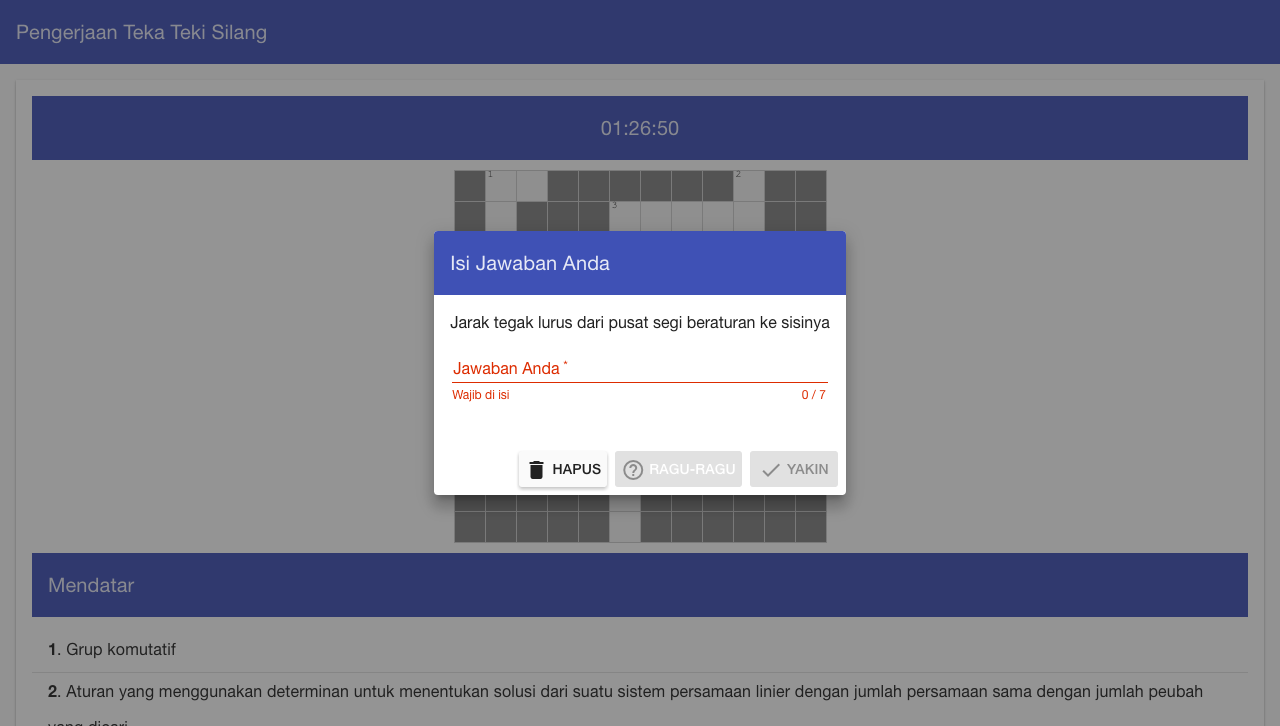 Pengerjaan Teka Teki Silang
01:26:50
1
2
3
Isi Jawaban Anda
Jarak tegak lurus dari pusat segi beraturan ke sisinya
Jawaban Anda *
Wajib di isi 0 / 7
HAPUS RAGU-RAGU YAKIN
Mendatar
1. Grup komutatif
2. Aturan yang menggunakan determinan untuk menentukan solusi dari suatu sistem persamaan linier dengan jumlah persamaan sama dengan jumlah peubah
yang dicari